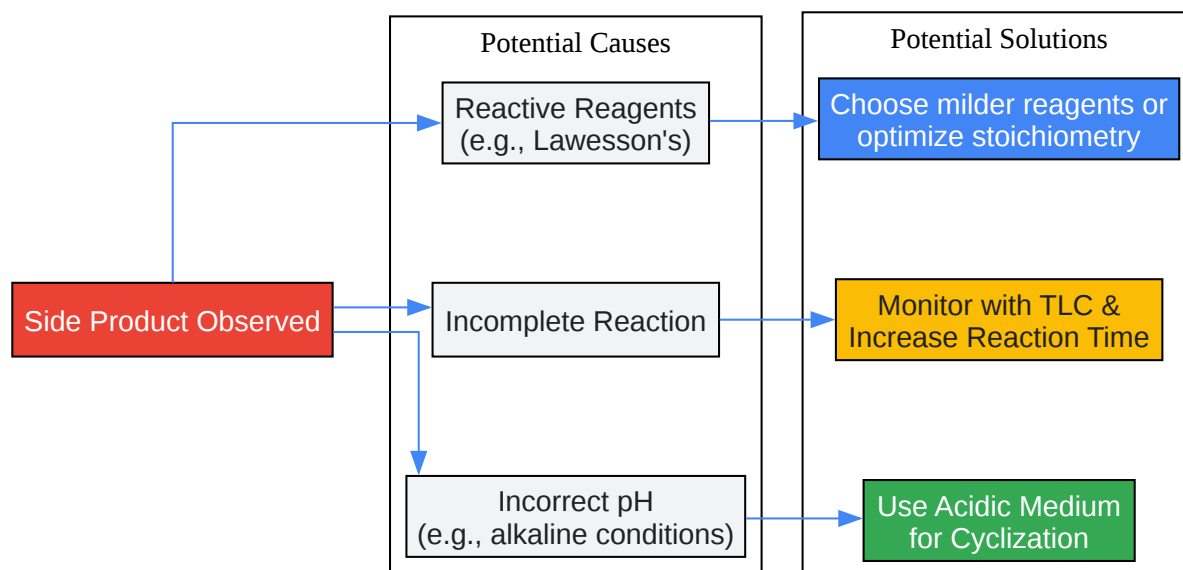 Potential Causes
Potential Solutions
Reactive Reagents
(e.g., Lawesson's)
Choose milder reagents or
optimize stoichiometry
Side Product Observed
Incomplete Reaction
Monitor with TLC &
Increase Reaction Time
Incorrect pH
(e.g., alkaline conditions)
Use Acidic Medium
for Cyclization